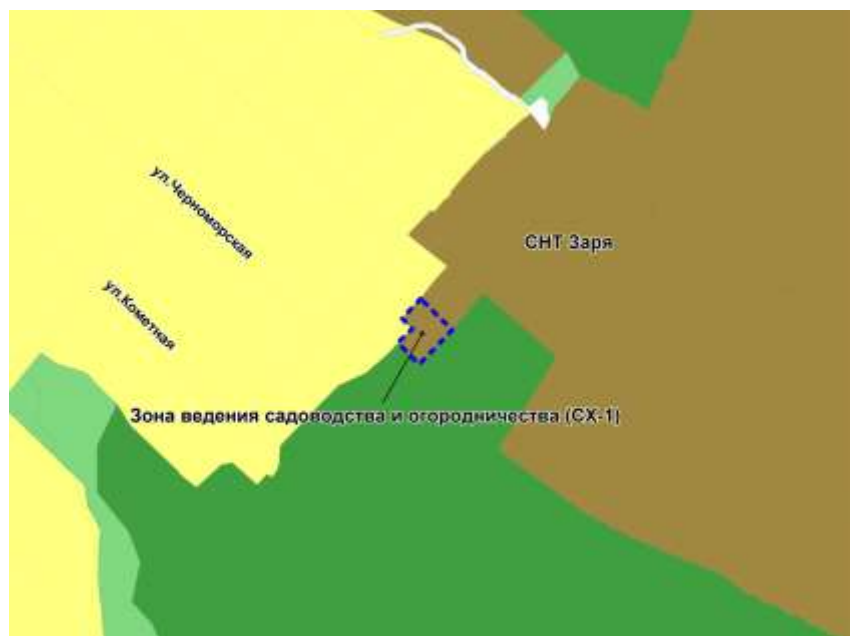 ул.Черноморская
СНТ Заря
ул.Кометная
Зона ведения садоводства и огородничества (СХ-1)